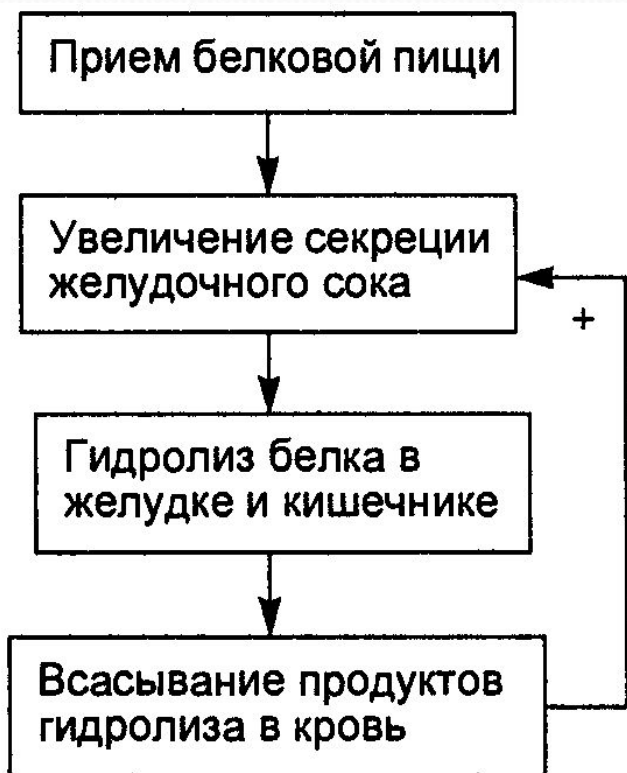 Прием белковой пищи
Увеличение секреции
желудочного сока
+
Гидролиз белка в
желудке и кишечнике
Всасывание продуктов
гидролиза в кровь